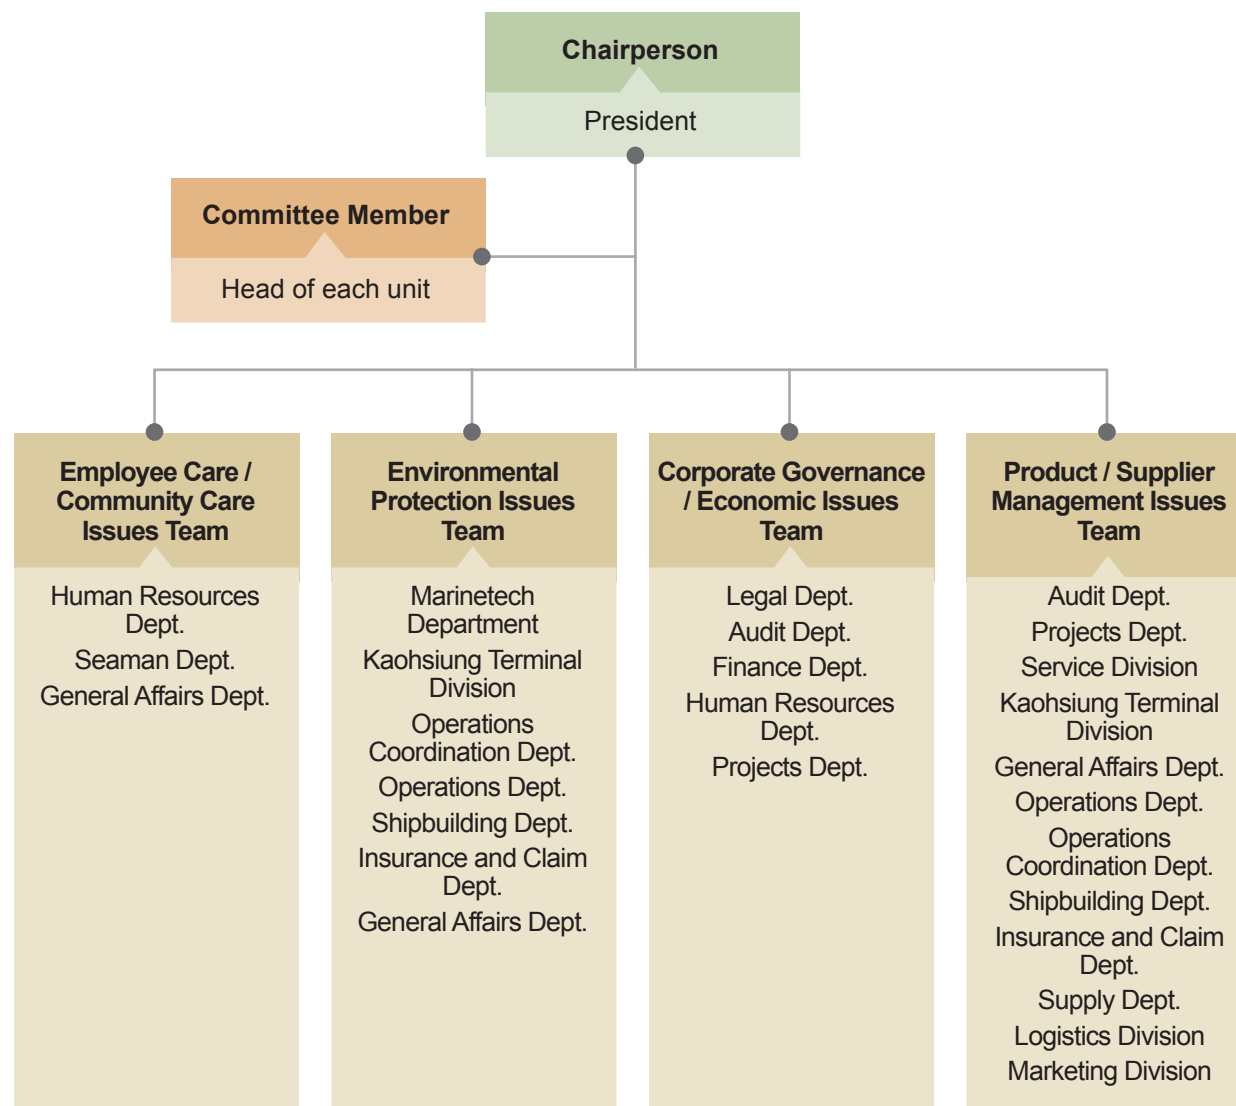 Chairperson
President
Committee Member
Head of each unit
Employee Care /
Community Care
Issues Team
Human Resources
Dept.
Seaman Dept.
General Affairs Dept.
Environmental
Protection Issues
Team
Marinetech
Department
Kaohsiung Terminal
Division
Operations
Coordination Dept.
Operations Dept.
Shipbuilding Dept.
Insurance and Claim
Dept.
General Affairs Dept.
Corporate Governance
/ Economic Issues
Team
Legal Dept.
Audit Dept.
Finance Dept.
Human Resources
Dept.
Projects Dept.
Product / Supplier
Management Issues
Team
Audit Dept.
Projects Dept.
Service Division
Kaohsiung Terminal
Division
General Affairs Dept.
Operations Dept.
Operations
Coordination Dept.
Shipbuilding Dept.
Insurance and Claim
Dept.
Supply Dept.
Logistics Division
Marketing Division